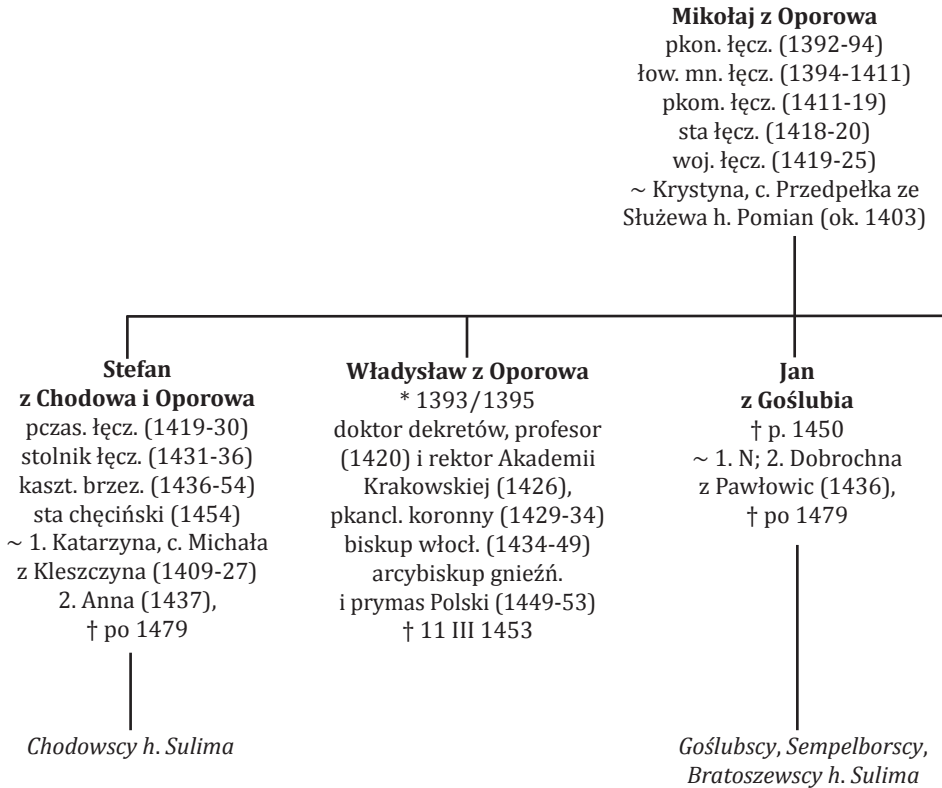 Mikołaj z Oporowa
pkon. łęcz. (1392-94)
łow. mn. łęcz. (1394-1411)
pkom. łęcz. (1411-19)
sta łęcz. (1418-20)
woj. łęcz. (1419-25)
~ Krystyna, c. Przedpełka ze
Służewa h. Pomian (ok. 1403)
Stefan
z Chodowa i Oporowa
pczas. łęcz. (1419-30)
stolnik łęcz. (1431-36)
kaszt. brzez. (1436-54)
sta chęciński (1454)
~ 1. Katarzyna, c. Michała
z Kleszczyna (1409-27)
2. Anna (1437),
† po 1479
Chodowscy h. Sulima
Władysław z Oporowa
* 1393/1395
doktor dekretów, profesor
(1420) i rektor Akademii
Krakowskiej (1426),
pkancl. koronny (1429-34)
biskup włocł. (1434-49)
arcybiskup gnieźń.
i prymas Polski (1449-53)
† 11 III 1453
Jan
z Goślubia
† p. 1450
~ 1. N; 2. Dobrochna
z Pawłowic (1436),
† po 1479
Goślubscy, Sempelborscy,
Bratoszewscy h. Sulima